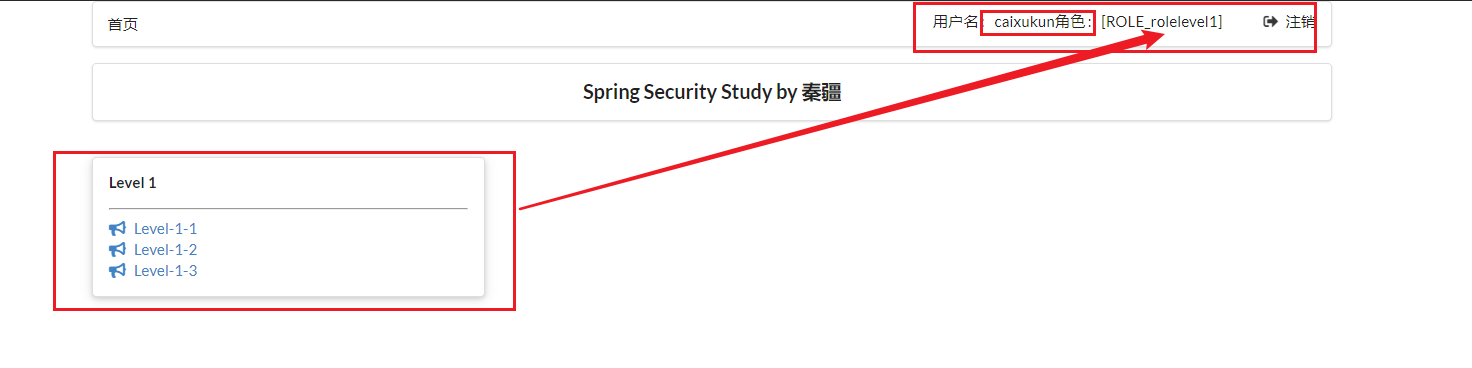 首页
用户名：caixukun角色：[ROLE_rolelevel1]
注销
Spring Security Study by 秦疆
Level 1
Level-1-1
Level-1-2
Level-1-3